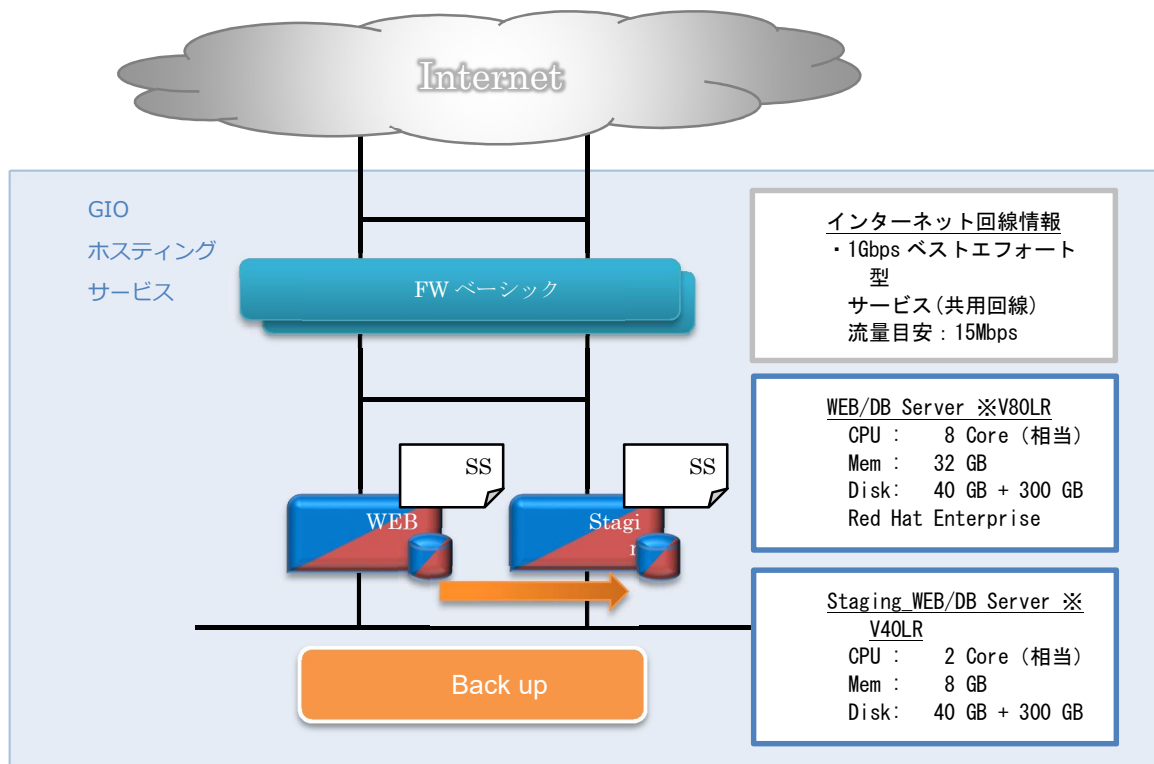 Internet
GIO
ホスティング
サービス
FW ベーシック
インターネット回線情報
・1Gbps ベストエフォート
型
サービス(共用回線)
流量目安：15Mbps
WEB/DB Server ※V80LR
CPU : 8 Core (相当)
Mem : 32 GB
Disk: 40 GB + 300 GB
Red Hat Enterprise
SS
SS
WEB
Stagi
Staging_WEB/DB Server ※
V40LR
CPU : 2 Core (相当)
Mem : 8 GB
Disk: 40 GB + 300 GB
Back up